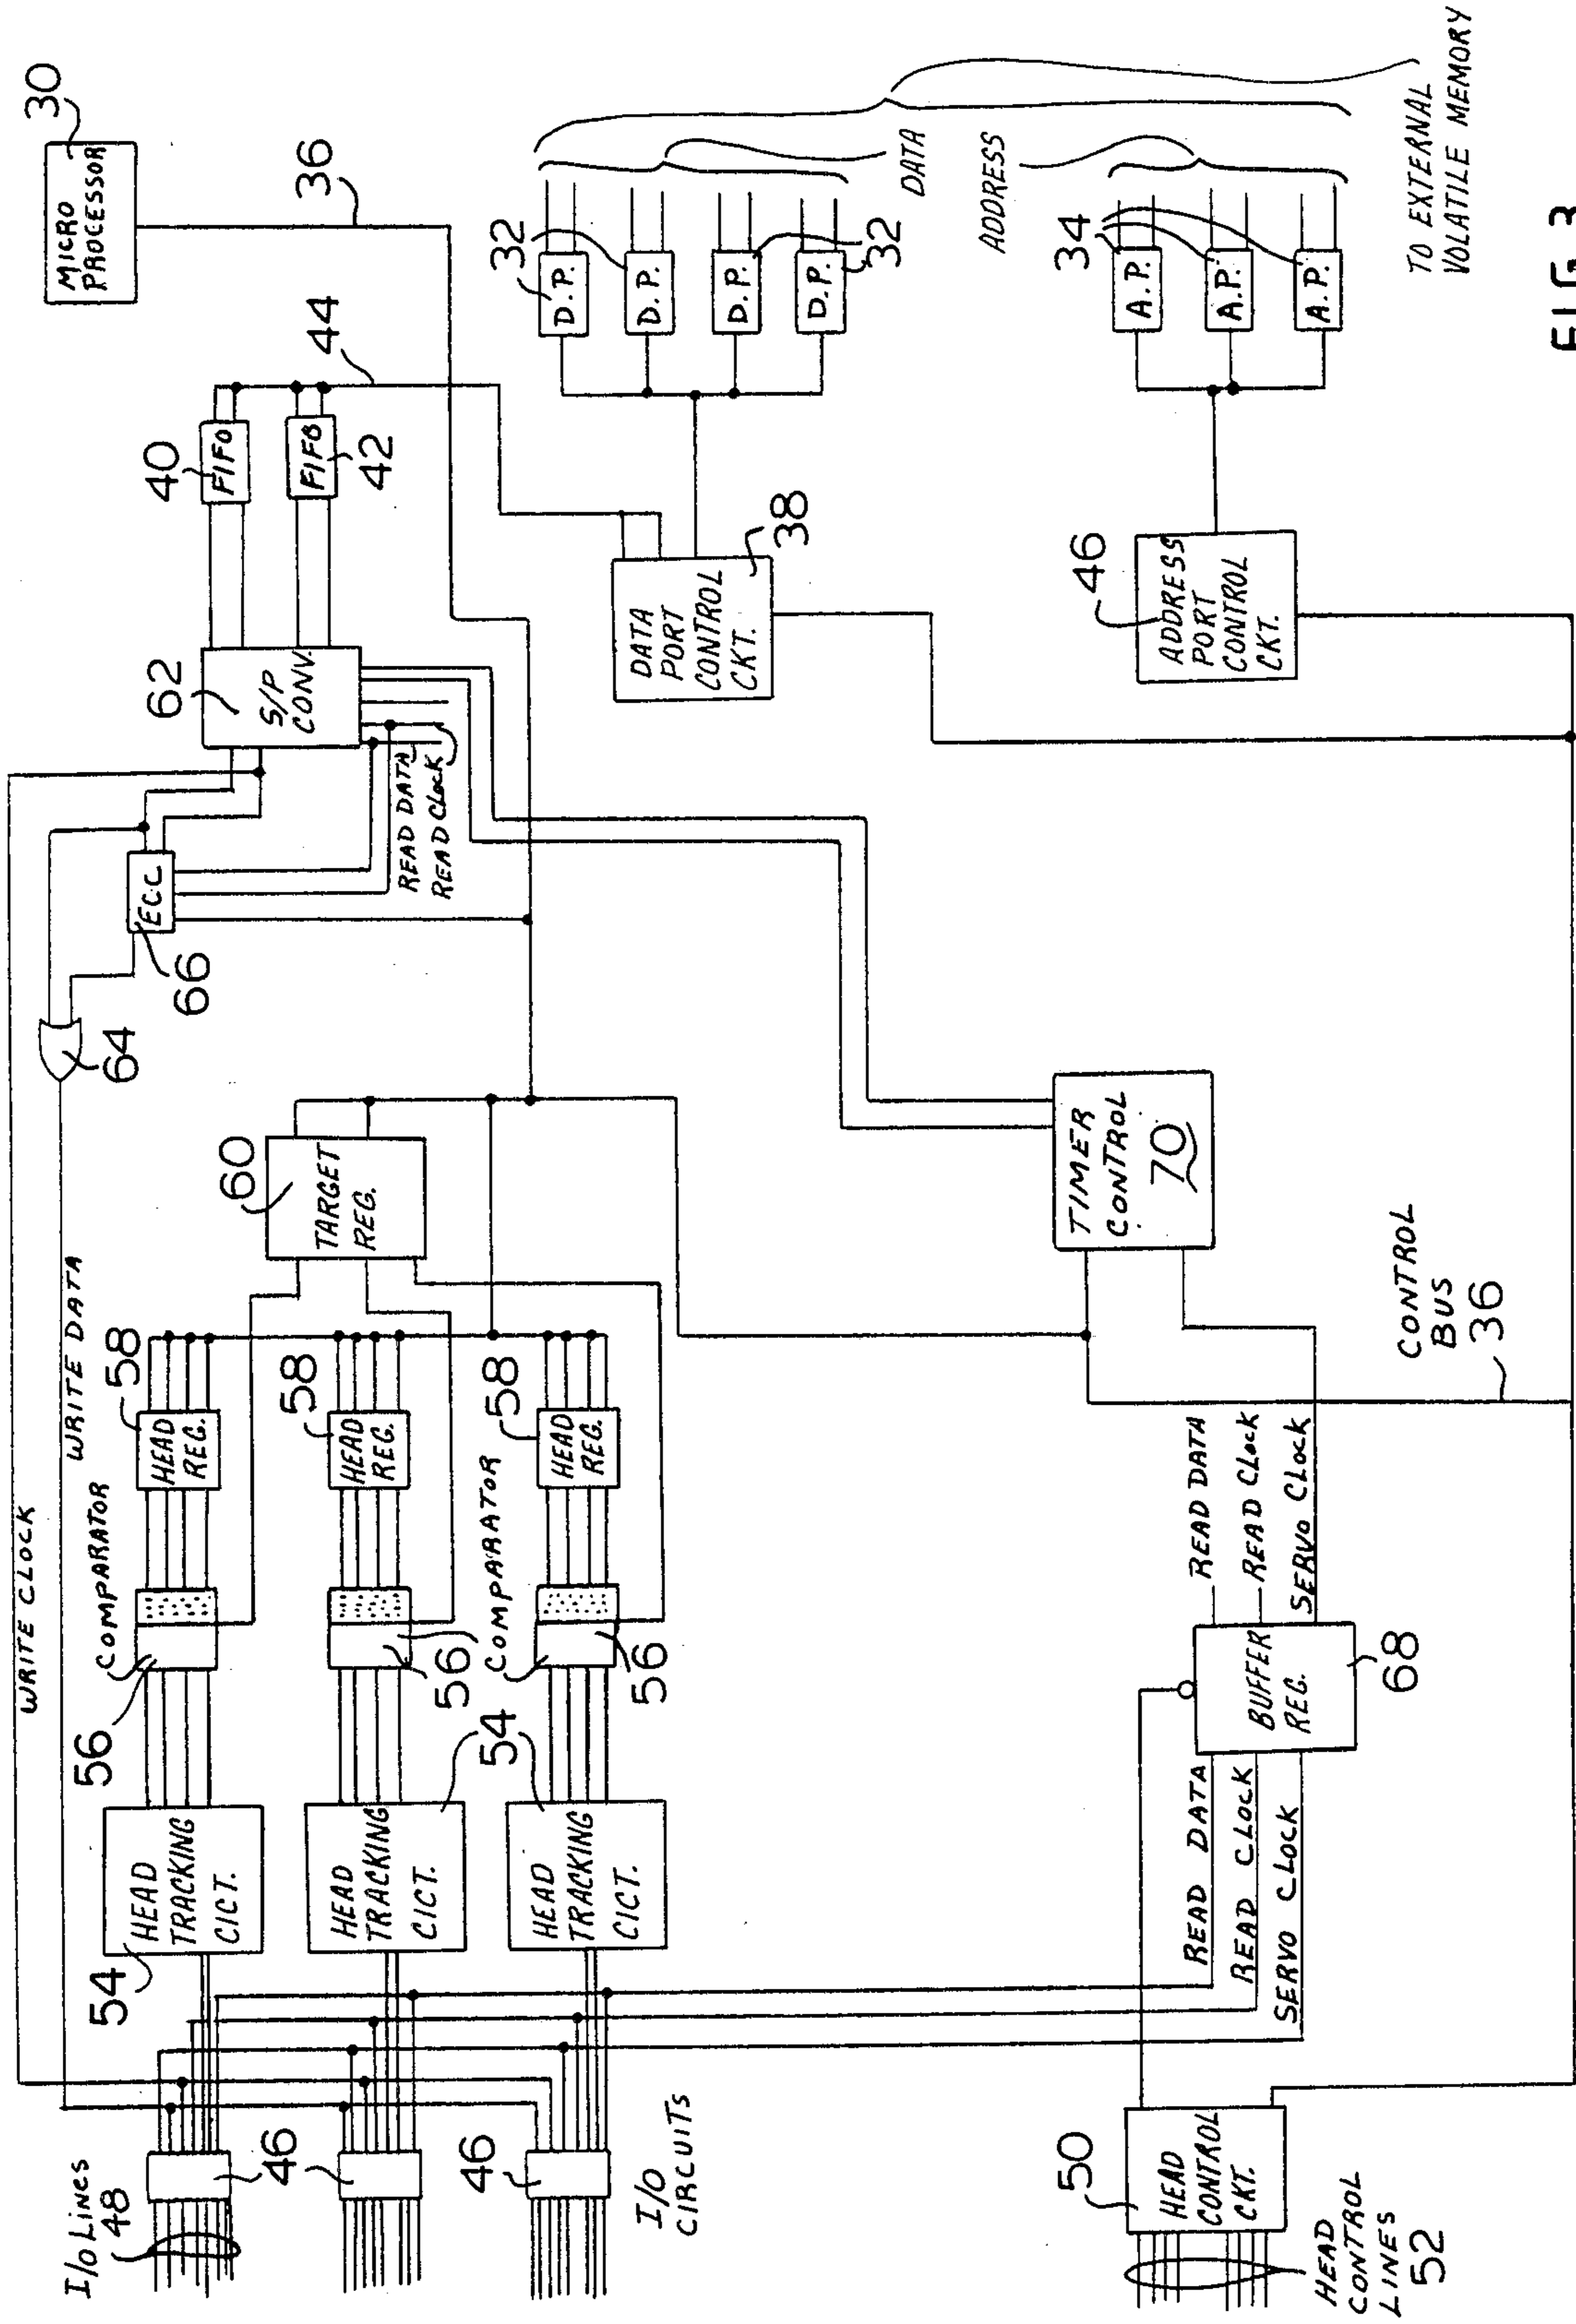 WRITE CLOCK
WRITE DATA
I/O Lines
48
46
46
46
I/O
CIRCUITS
54
HEAD
TRACKING
CICT.
HEAD
TRACKING
CICT.
54
HEAD
TRACKING
CICT.
56
COMPARATOR
56
COMPARATOR
56
58
HEAD
REG.
58
HEAD
REG.
58
HEAD
REG.
60
TARGET
REG.
64
66
ECC
62
S/P
CONV.
READ DATA
READ CLOCK
40
FIFO
FIFO
42
44
30
MICRO
PROCESSOR
36
DATA
PORT
CONTROL
CKT.
38
32
D.P.
D.P.
D.P.
D.P.
32
DATA
ADDRESS
34
A.P.
A.P.
A.P.
46
ADDRESS
PORT
CONTROL
CKT.
TO EXTERNAL
VOLATILE MEMORY
TIMER
CONTROL
70
CONTROL
BUS
36
READ DATA
READ CLOCK
SERVO CLOCK
BUFFER
REG.
68
READ DATA
READ CLOCK
SERVO CLOCK
50
HEAD
CONTROL
CKT.
HEAD
CONTROL
LINES
52
FIG 3